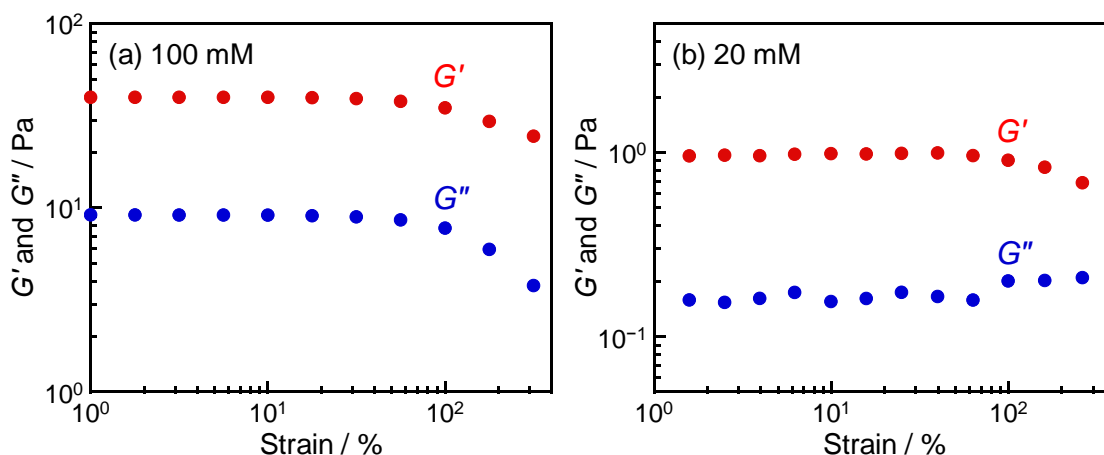 (a) 100 mM
G′
G″
10²
10¹
10⁰
G′ and G″ / Pa
10⁰
10¹
10²
Strain / %
(b) 20 mM
G′
G″
10⁰
10⁻¹
G′ and G″ / Pa
10⁰
10¹
10²
Strain / %